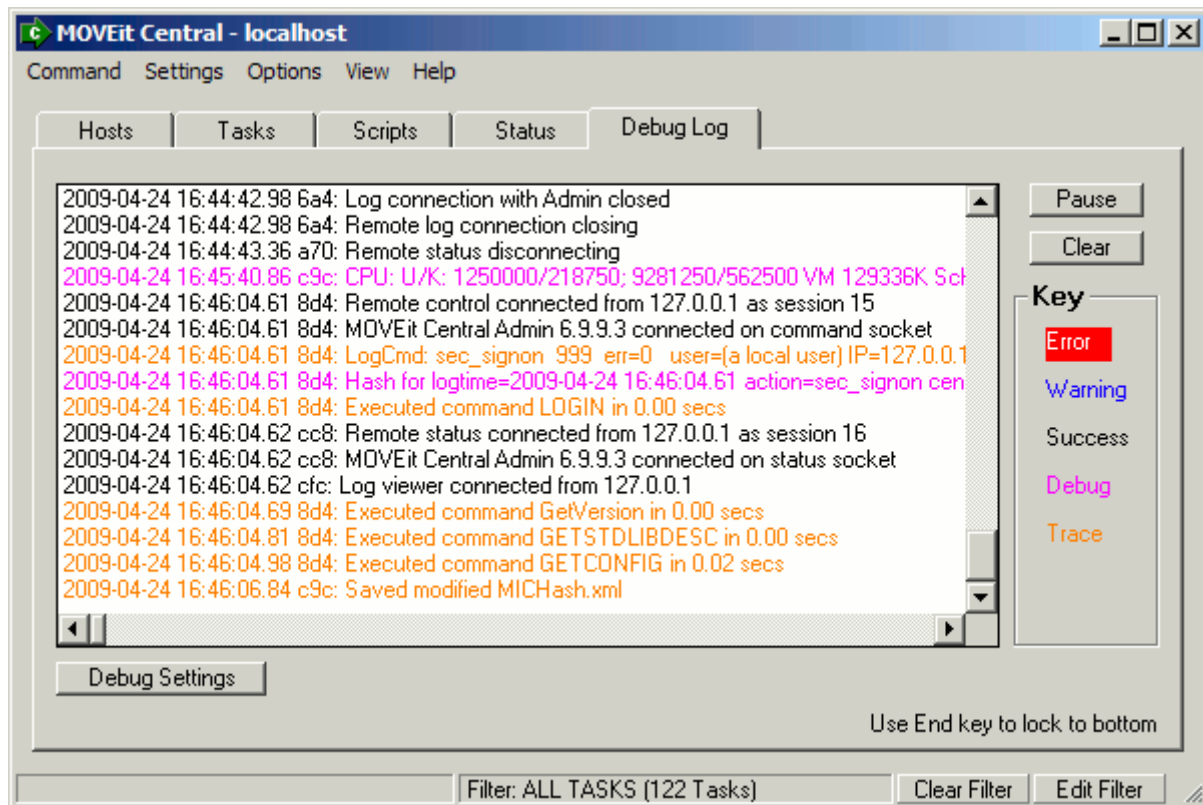 MOVEit Central - localhost
Command Settings Options View Help
Hosts Tasks Scripts Status Debug Log
2009-04-24 16:44:42.98 6a4: Log connection with Admin closed
2009-04-24 16:44:42.98 6a4: Remote log connection closing
2009-04-24 16:44:43.36 a70: Remote status disconnecting
2009-04-24 16:45:40.86 c9c: CPU: U/K: 1250000/218750; 9281250/562500 VM 129336K Sch
2009-04-24 16:46:04.61 8d4: Remote control connected from 127.0.0.1 as session 15
2009-04-24 16:46:04.61 8d4: MOVEit Central Admin 6.9.9.3 connected on command socket
2009-04-24 16:46:04.61 8d4: LogCmd: sec_signon 999 err=0 user=(a local user) IP=127.0.0.1
2009-04-24 16:46:04.61 8d4: Hash for logtime=2009-04-24 16:46:04.61 action=sec_signon cen
2009-04-24 16:46:04.61 8d4: Executed command LOGIN in 0.00 secs
2009-04-24 16:46:04.62 cc8: Remote status connected from 127.0.0.1 as session 16
2009-04-24 16:46:04.62 cc8: MOVEit Central Admin 6.9.9.3 connected on status socket
2009-04-24 16:46:04.62 cfc: Log viewer connected from 127.0.0.1
2009-04-24 16:46:04.69 8d4: Executed command GetVersion in 0.00 secs
2009-04-24 16:46:04.81 8d4: Executed command GETSTDLIBDESC in 0.00 secs
2009-04-24 16:46:04.98 8d4: Executed command GETCONFIG in 0.02 secs
2009-04-24 16:46:06.84 c9c: Saved modified MICHash.xml
Pause
Clear
Key
Error
Warning
Success
Debug
Trace
Debug Settings
Use End key to lock to bottom
Filter: ALL TASKS (122 Tasks) Clear Filter Edit Filter